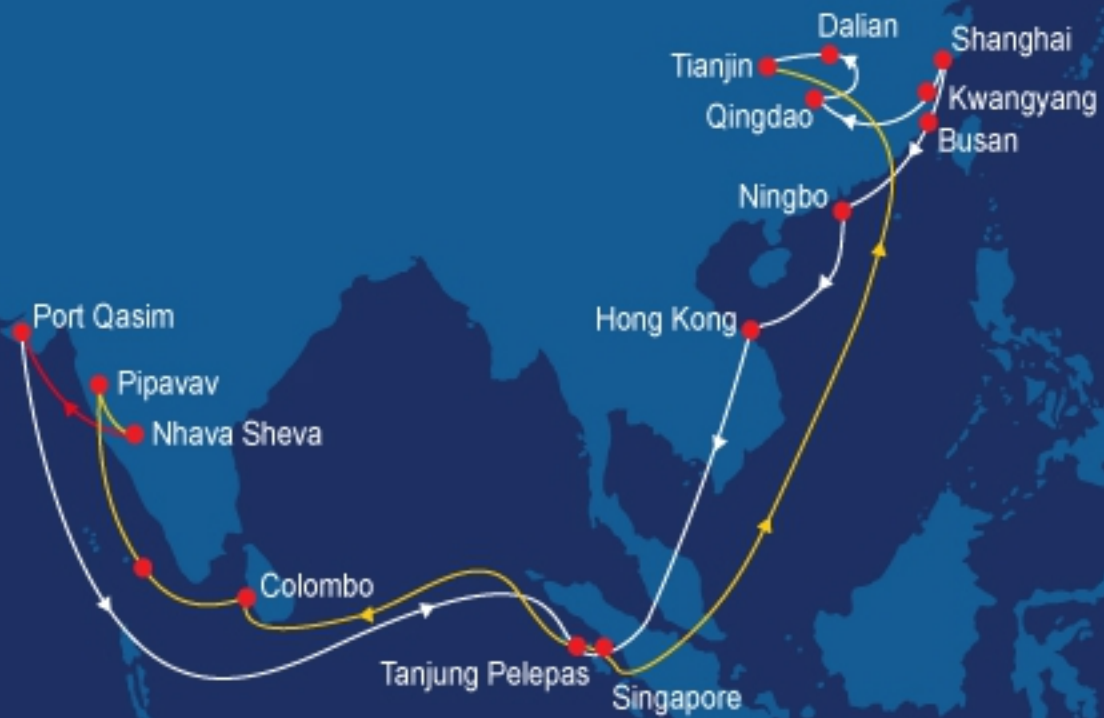 Dalian
Shanghai
Tianjin
Kwangyang
Qingdao
Busan
Ningbo
Port Qasim
Hong Kong
Pipavav
Nhava Sheva
Colombo
Tanjung Pelepas
Singapore